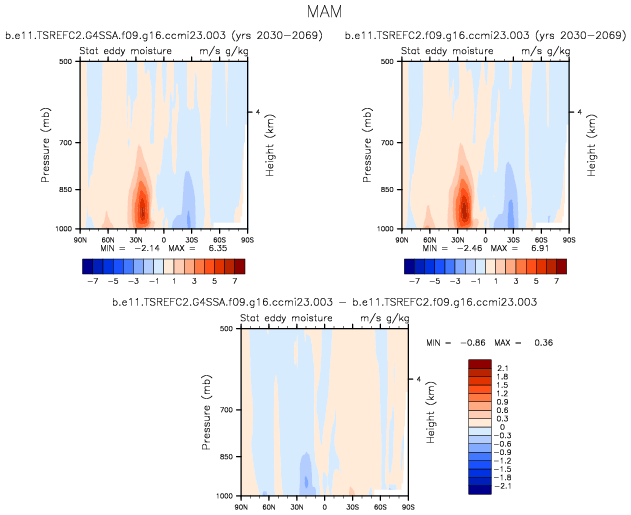 MAM
b.e11.TSREFC2.G4SSA.f09.g16.ccmi23.003 (yrs 2030-2069)
b.e11.TSREFC2.f09.g16.ccmi23.003 (yrs 2030-2069)
Stat eddy moisture m/s g/kg
Stat eddy moisture m/s g/kg
500
700
850
1000
Pressure (mb)
4
Height (km)
90N 60N 30N 0 30S 60S 90S
MIN = -2.14 MAX = 6.35
-7 -5 -3 -1 1 3 5 7
500
700
850
1000
Pressure (mb)
4
Height (km)
90N 60N 30N 0 30S 60S 90S
MIN = -2.46 MAX = 6.91
-7 -5 -3 -1 1 3 5 7
b.e11.TSREFC2.G4SSA.f09.g16.ccmi23.003 - b.e11.TSREFC2.f09.g16.ccmi23.003
Stat eddy moisture m/s g/kg
500
700
850
1000
Pressure (mb)
4
Height (km)
90N 60N 30N 0 30S 60S 90S
MIN = -0.86 MAX = 0.36
2.1
1.8
1.5
1.2
0.9
0.6
0.3
0
-0.3
-0.6
-0.9
-1.2
-1.5
-1.8
-2.1